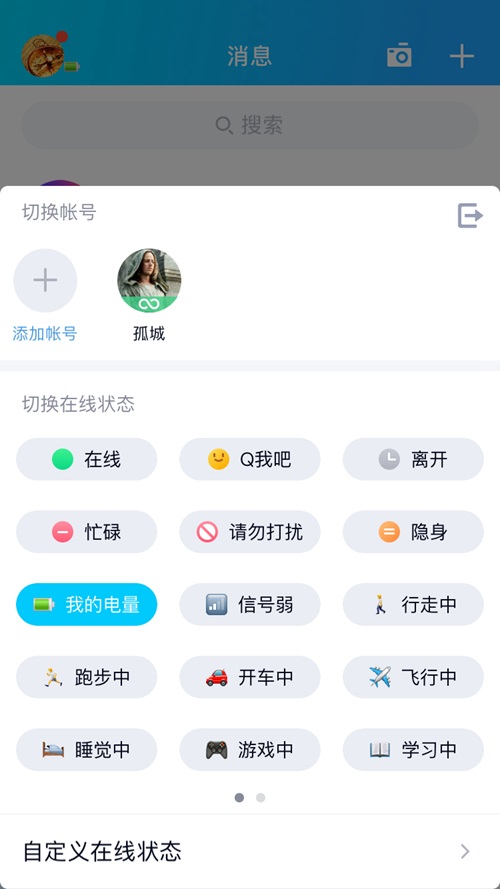 消息
搜索
切换帐号
添加帐号
孤城
切换在线状态
在线 Q我吧 离开
忙碌 请勿打扰 隐身
我的电量 信号弱 行走中
跑步中 开车中 飞行中
睡觉中 游戏中 学习中
自定义在线状态